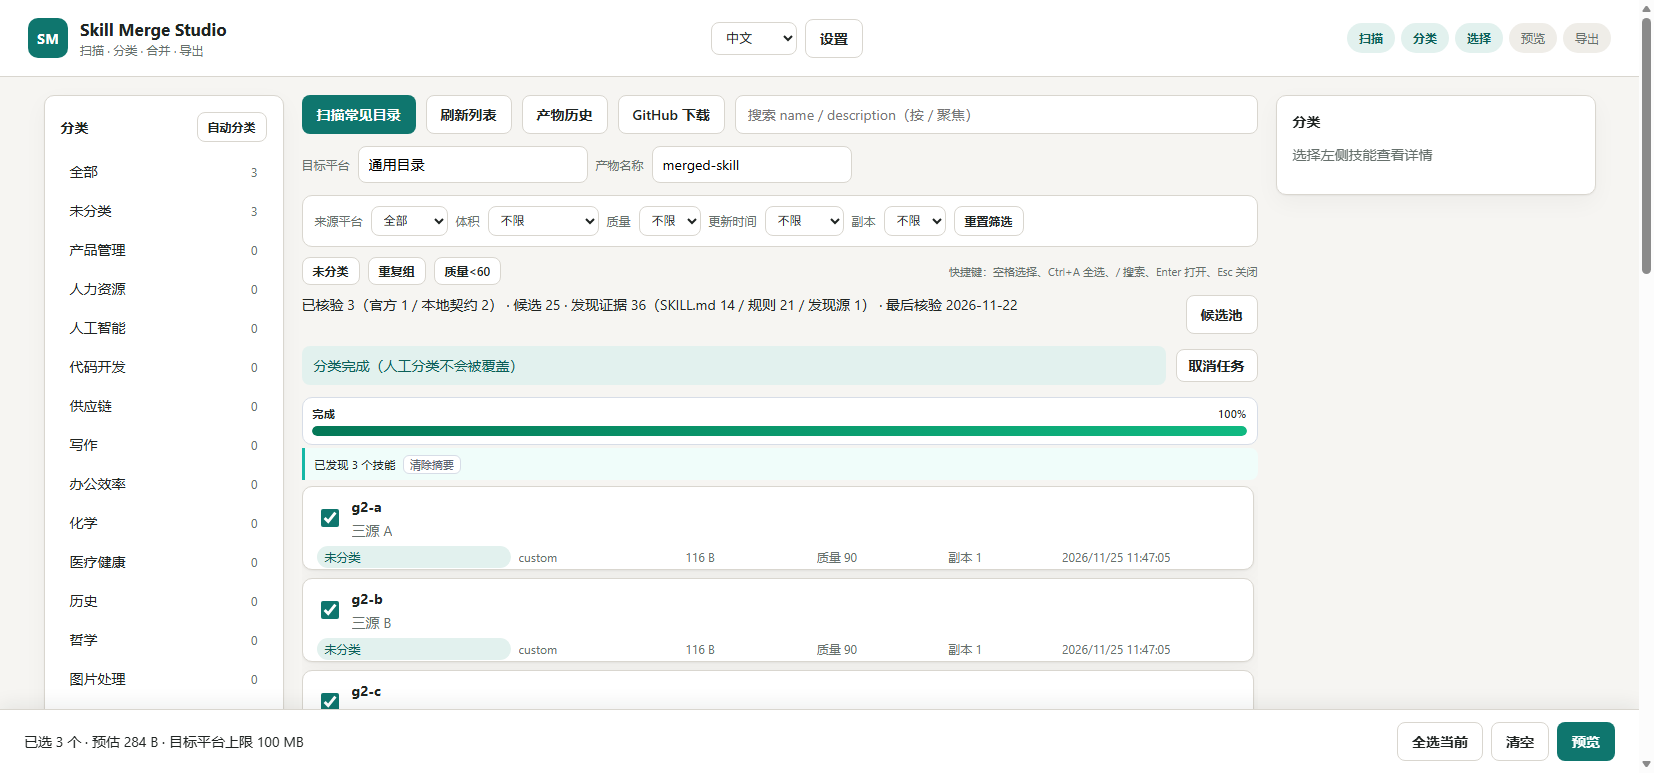 SM
Skill Merge Studio
扫描 · 分类 · 合并 · 导出
中文
设置
扫描
分类
选择
预览
导出
分类
自动分类
全部 3
未分类 3
产品管理 0
人力资源 0
人工智能 0
代码开发 0
供应链 0
写作 0
办公效率 0
化学 0
医疗健康 0
历史 0
哲学 0
图片处理 0
扫描常见目录
刷新列表
产物历史
GitHub 下载
搜索 name / description（按 / 聚焦）
目标平台 通用目录 产物名称 merged-skill
来源平台 全部 体积 不限 质量 不限 更新时间 不限 副本 不限 重置筛选
未分类 重复组 质量<60
快捷键：空格选择、Ctrl+A 全选、/ 搜索、Enter 打开、Esc 关闭
已核验 3（官方 1 / 本地契约 2） · 候选 25 · 发现证据 36（SKILL.md 14 / 规则 21 / 发现源 1） · 最后核验 2026-11-22
候选池
分类完成（人工分类不会被覆盖）
取消任务
完成 100%
已发现 3 个技能 清除摘要
g2-a
三源 A
未分类 custom 116 B 质量 90 副本 1 2026/11/25 11:47:05
g2-b
三源 B
未分类 custom 116 B 质量 90 副本 1 2026/11/25 11:47:05
g2-c
分类
选择左侧技能查看详情
已选 3 个 · 预估 284 B · 目标平台上限 100 MB
全选当前
清空
预览